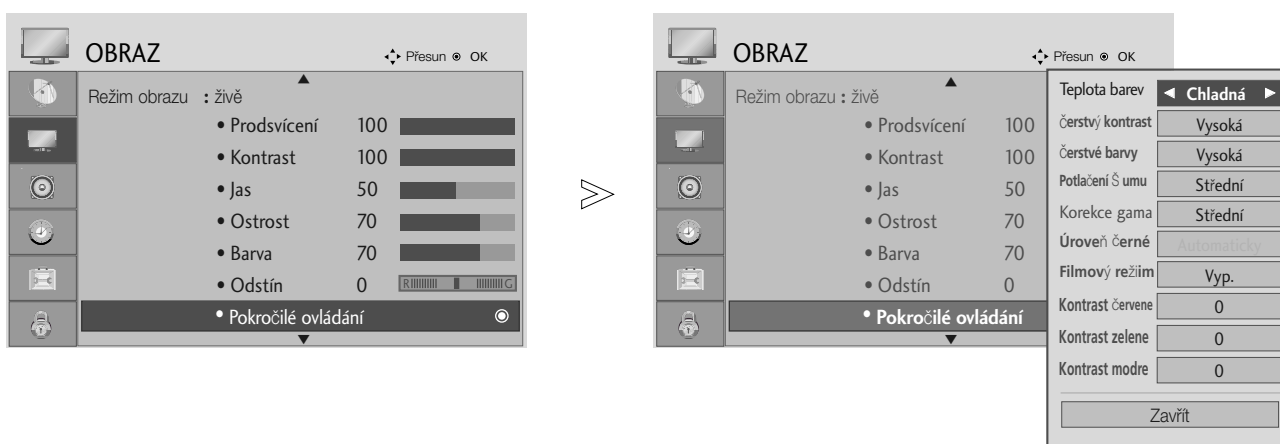 OBRAZ Přesun OK
Režim obrazu : živě
• Prodsvícení 100
• Kontrast 100
• Jas 50
• Ostrost 70
• Barva 70
• Odstín 0 R G
• Pokročilé ovládání
OBRAZ Přesun OK
Režim obrazu : živě
• Prodsvícení 100
• Kontrast 100
• Jas 50
• Ostrost 70
• Barva 70
• Odstín 0
• Pokročilé ovládání
Teplota barev ◄ Chladná ►
Čerstvý kontrast Vysoká
Čerstvé barvy Vysoká
Potlačení Š umu Střední
Korekce gama Střední
Úroveň černé Automaticky
Filmový režiim Vyp.
Kontrast červene 0
Kontrast zelene 0
Kontrast modre 0
Zavřít